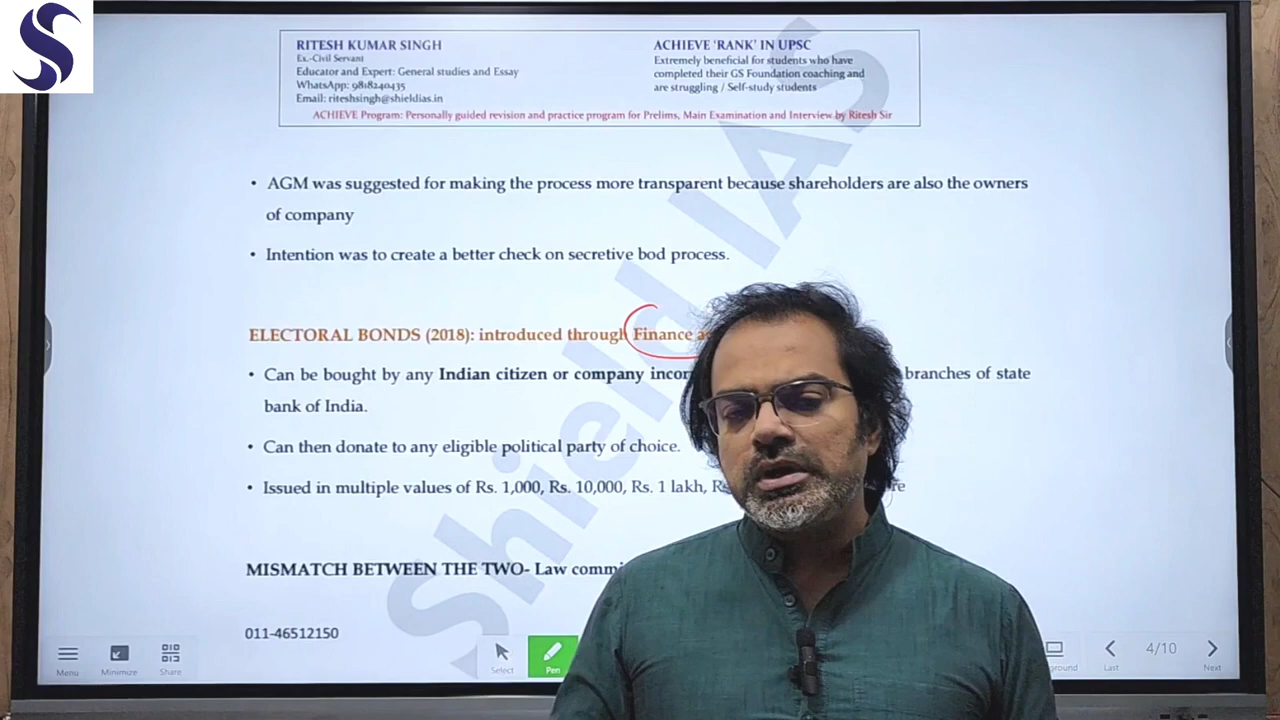 RITESH KUMAR SINGH
Ex.-Civil Servant
Educator and Expert: General studies and Essay
WhatsApp: 9818240435
Email: riteshsingh@shieldias.in
ACHIEVE 'RANK' IN UPSC
Extremely beneficial for students who have
completed their GS Foundation coaching and
are struggling / Self-study students
ACHIEVE Program: Personally guided revision and practice program for Prelims, Main Examination and Interview by Ritesh Sir
Shield IAS
• AGM was suggested for making the process more transparent because shareholders are also the owners
of company
• Intention was to create a better check on secretive bod process.
ELECTORAL BONDS (2018): introduced through Finance
• Can be bought by any Indian citizen or company branches of state
bank of India.
• Can then donate to any eligible political party of choice.
• Issued in multiple values of Rs. 1,000, Rs. 10,000, Rs. 1 lakh,
MISMATCH BETWEEN THE TWO- Law
011-46512150
Menu
Minimize
Share
Select
Pen
Last
4/10
Next